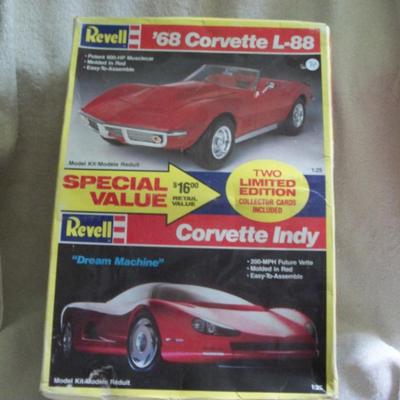 Revell
'68 Corvette L-88
• Potent 600-HP Musclecar
• Molded in Red
• Easy-To-Assemble
Model Kit/Modèle Réduit
1:25
SPECIAL
VALUE
$16.00
RETAIL
VALUE
TWO
LIMITED
EDITION
COLLECTOR CARDS
INCLUDED
Revell
Corvette Indy
"Dream Machine"
• 200-MPH Future Vette
• Molded in Red
• Easy-To-Assemble
Model Kit-Modèle Réduit